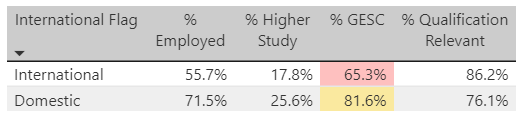 International Flag % Employed % Higher Study % GESC % Qualification Relevant
International 55.7% 17.8% 65.3% 86.2%
Domestic 71.5% 25.6% 81.6% 76.1%